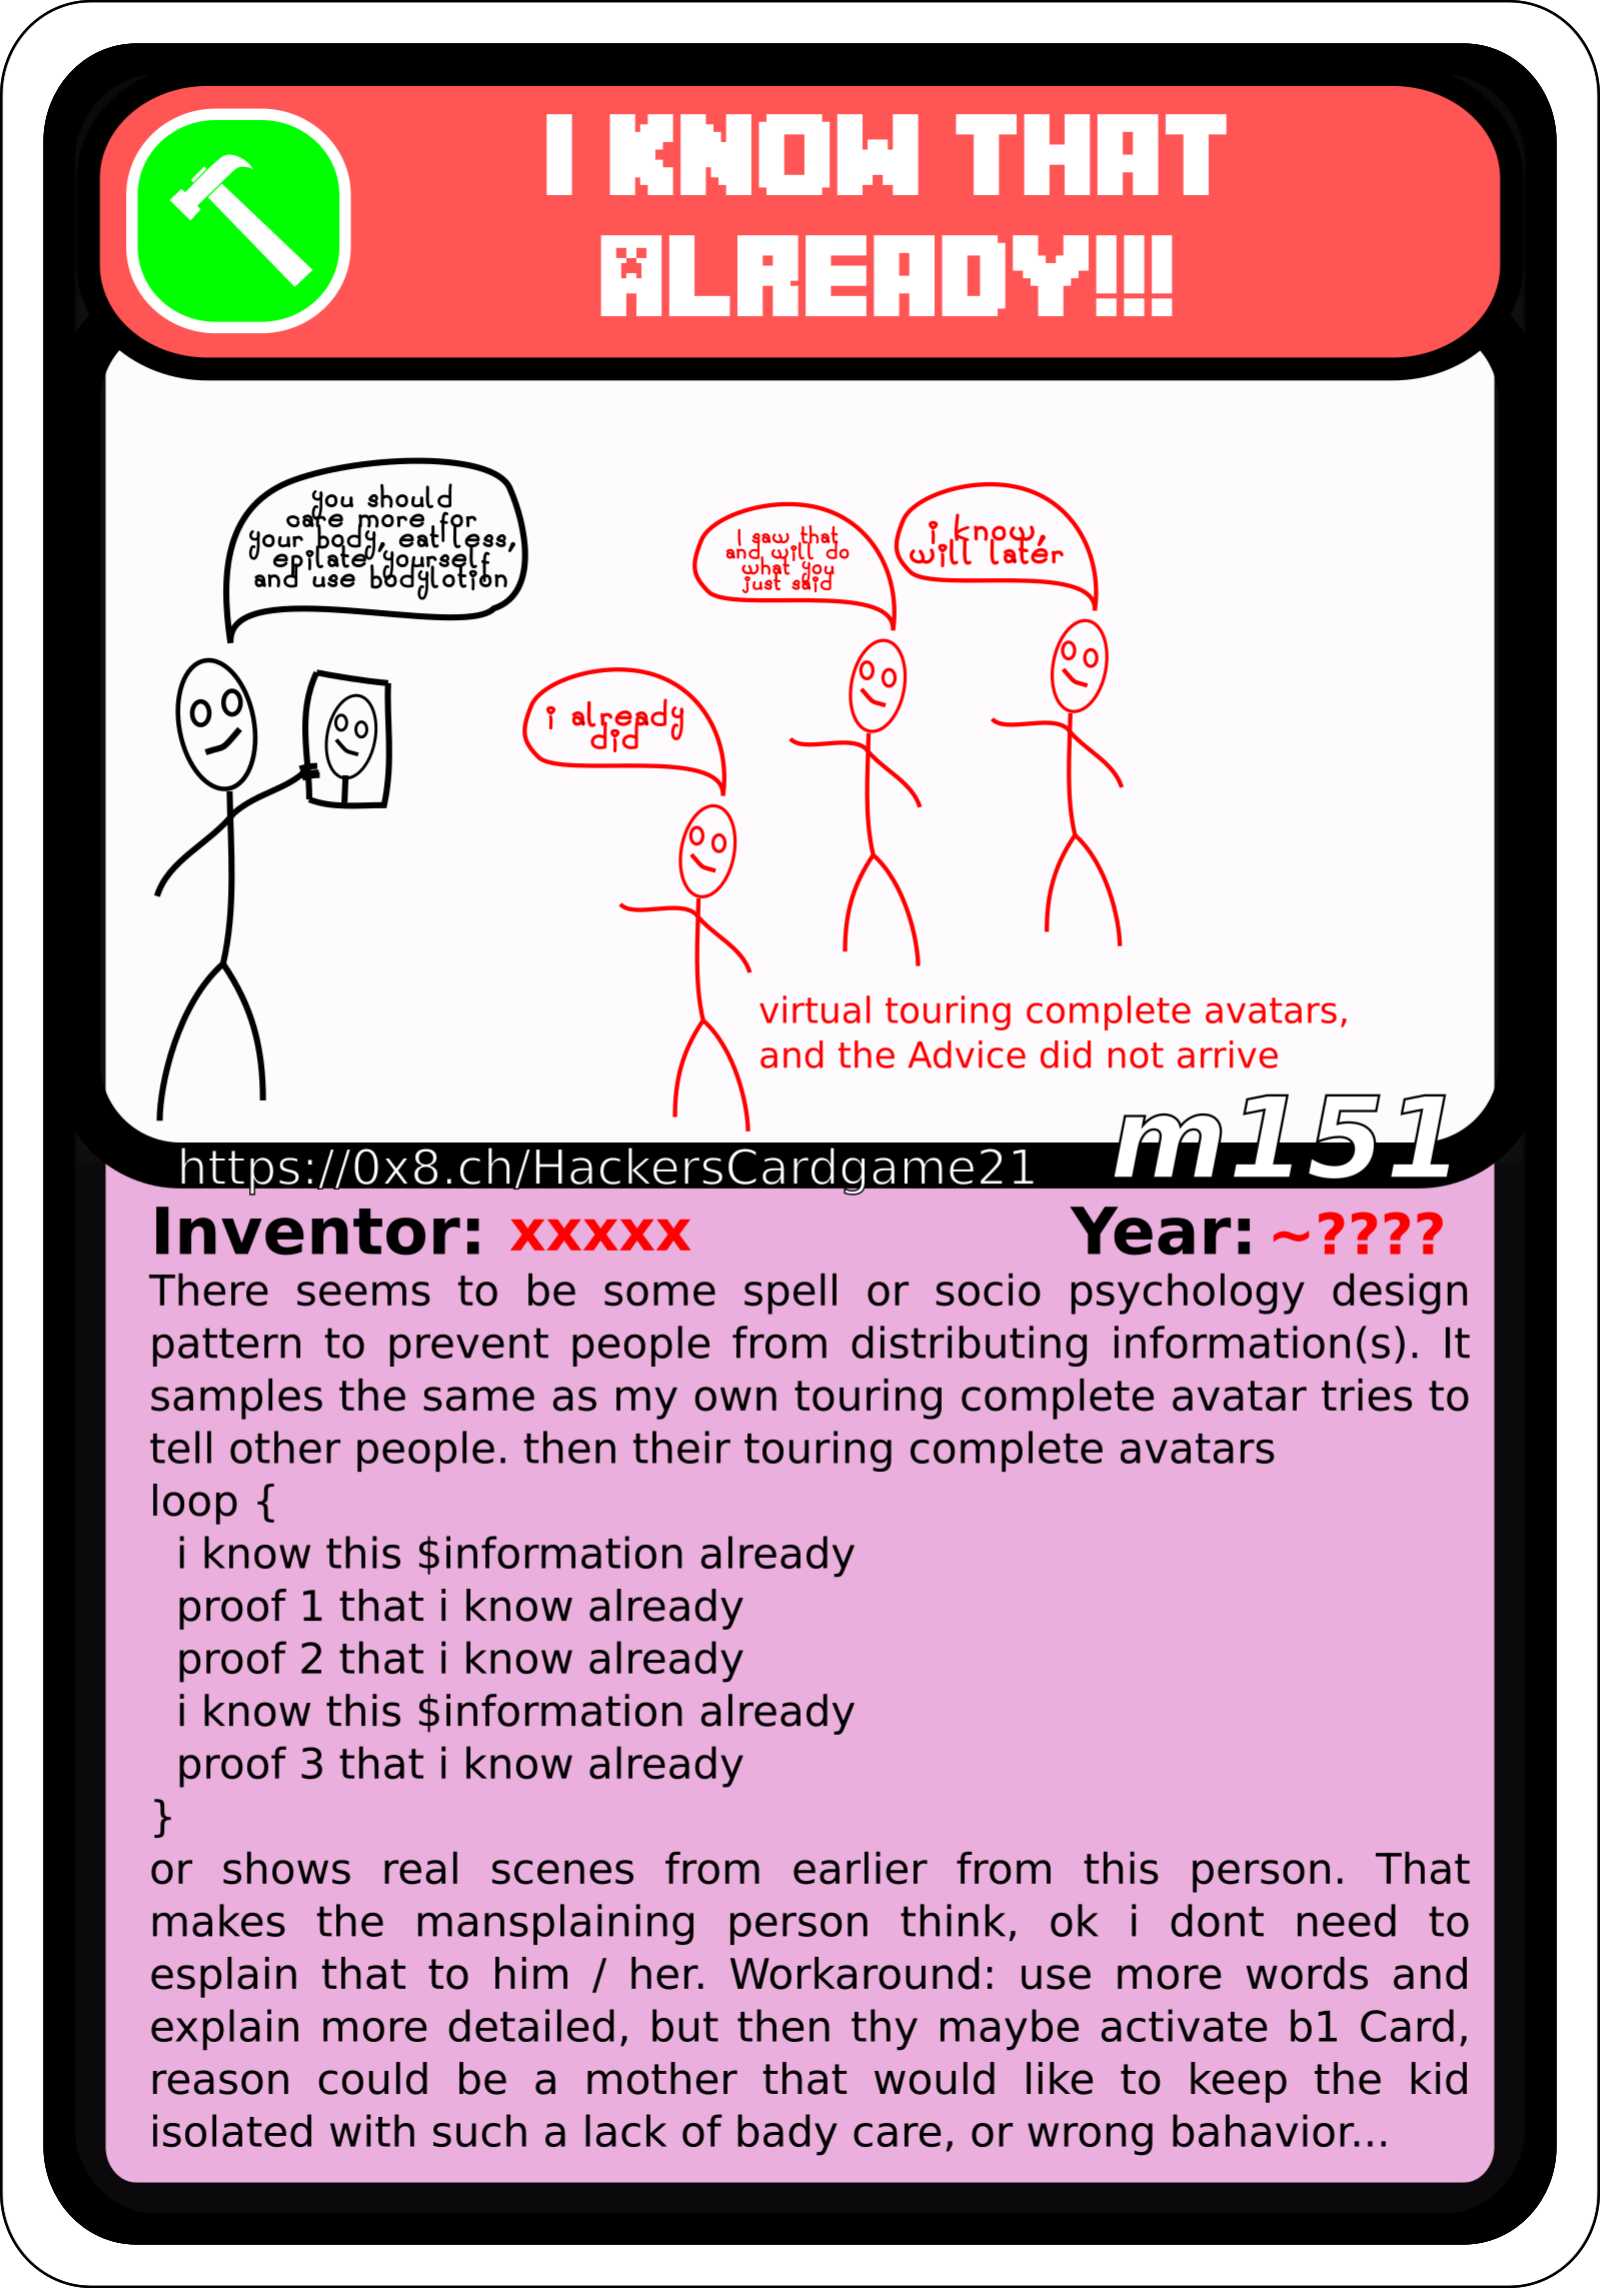 I KNOW THAT
ALREADY!!!
you should
care more for
your body, eat less,
epilate yourself
and use bodylotion
I saw that
and will do
what you
just said
i know,
will later
i already
did
virtual touring complete avatars,
and the Advice did not arrive
m151
https://0x8.ch/HackersCardgame21
Inventor: xxxxx Year: ~????
There seems to be some spell or socio psychology design
pattern to prevent people from distributing information(s). It
samples the same as my own touring complete avatar tries to
tell other people. then their touring complete avatars
loop {
i know this $information already
proof 1 that i know already
proof 2 that i know already
i know this $information already
proof 3 that i know already
}
or shows real scenes from earlier from this person. That
makes the mansplaining person think, ok i dont need to
esplain that to him / her. Workaround: use more words and
explain more detailed, but then thy maybe activate b1 Card,
reason could be a mother that would like to keep the kid
isolated with such a lack of bady care, or wrong bahavior...